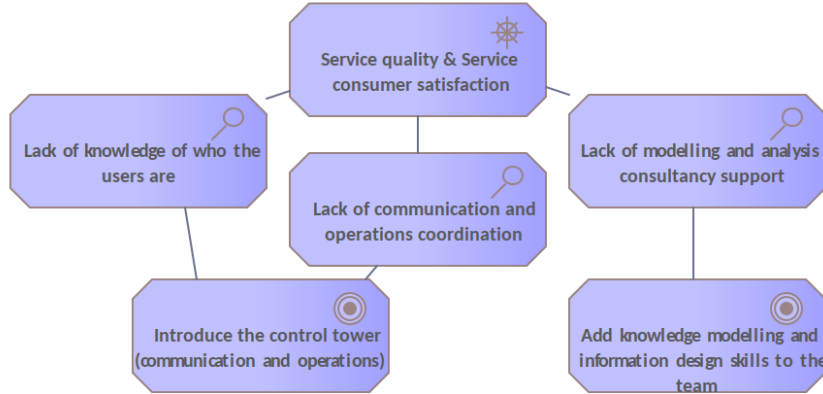 Service quality & Service
consumer satisfaction
Lack of knowledge of who the
users are
Lack of communication and
operations coordination
Lack of modelling and analysis
consultancy support
Introduce the control tower
(communication and operations)
Add knowledge modelling and
information design skills to the
team